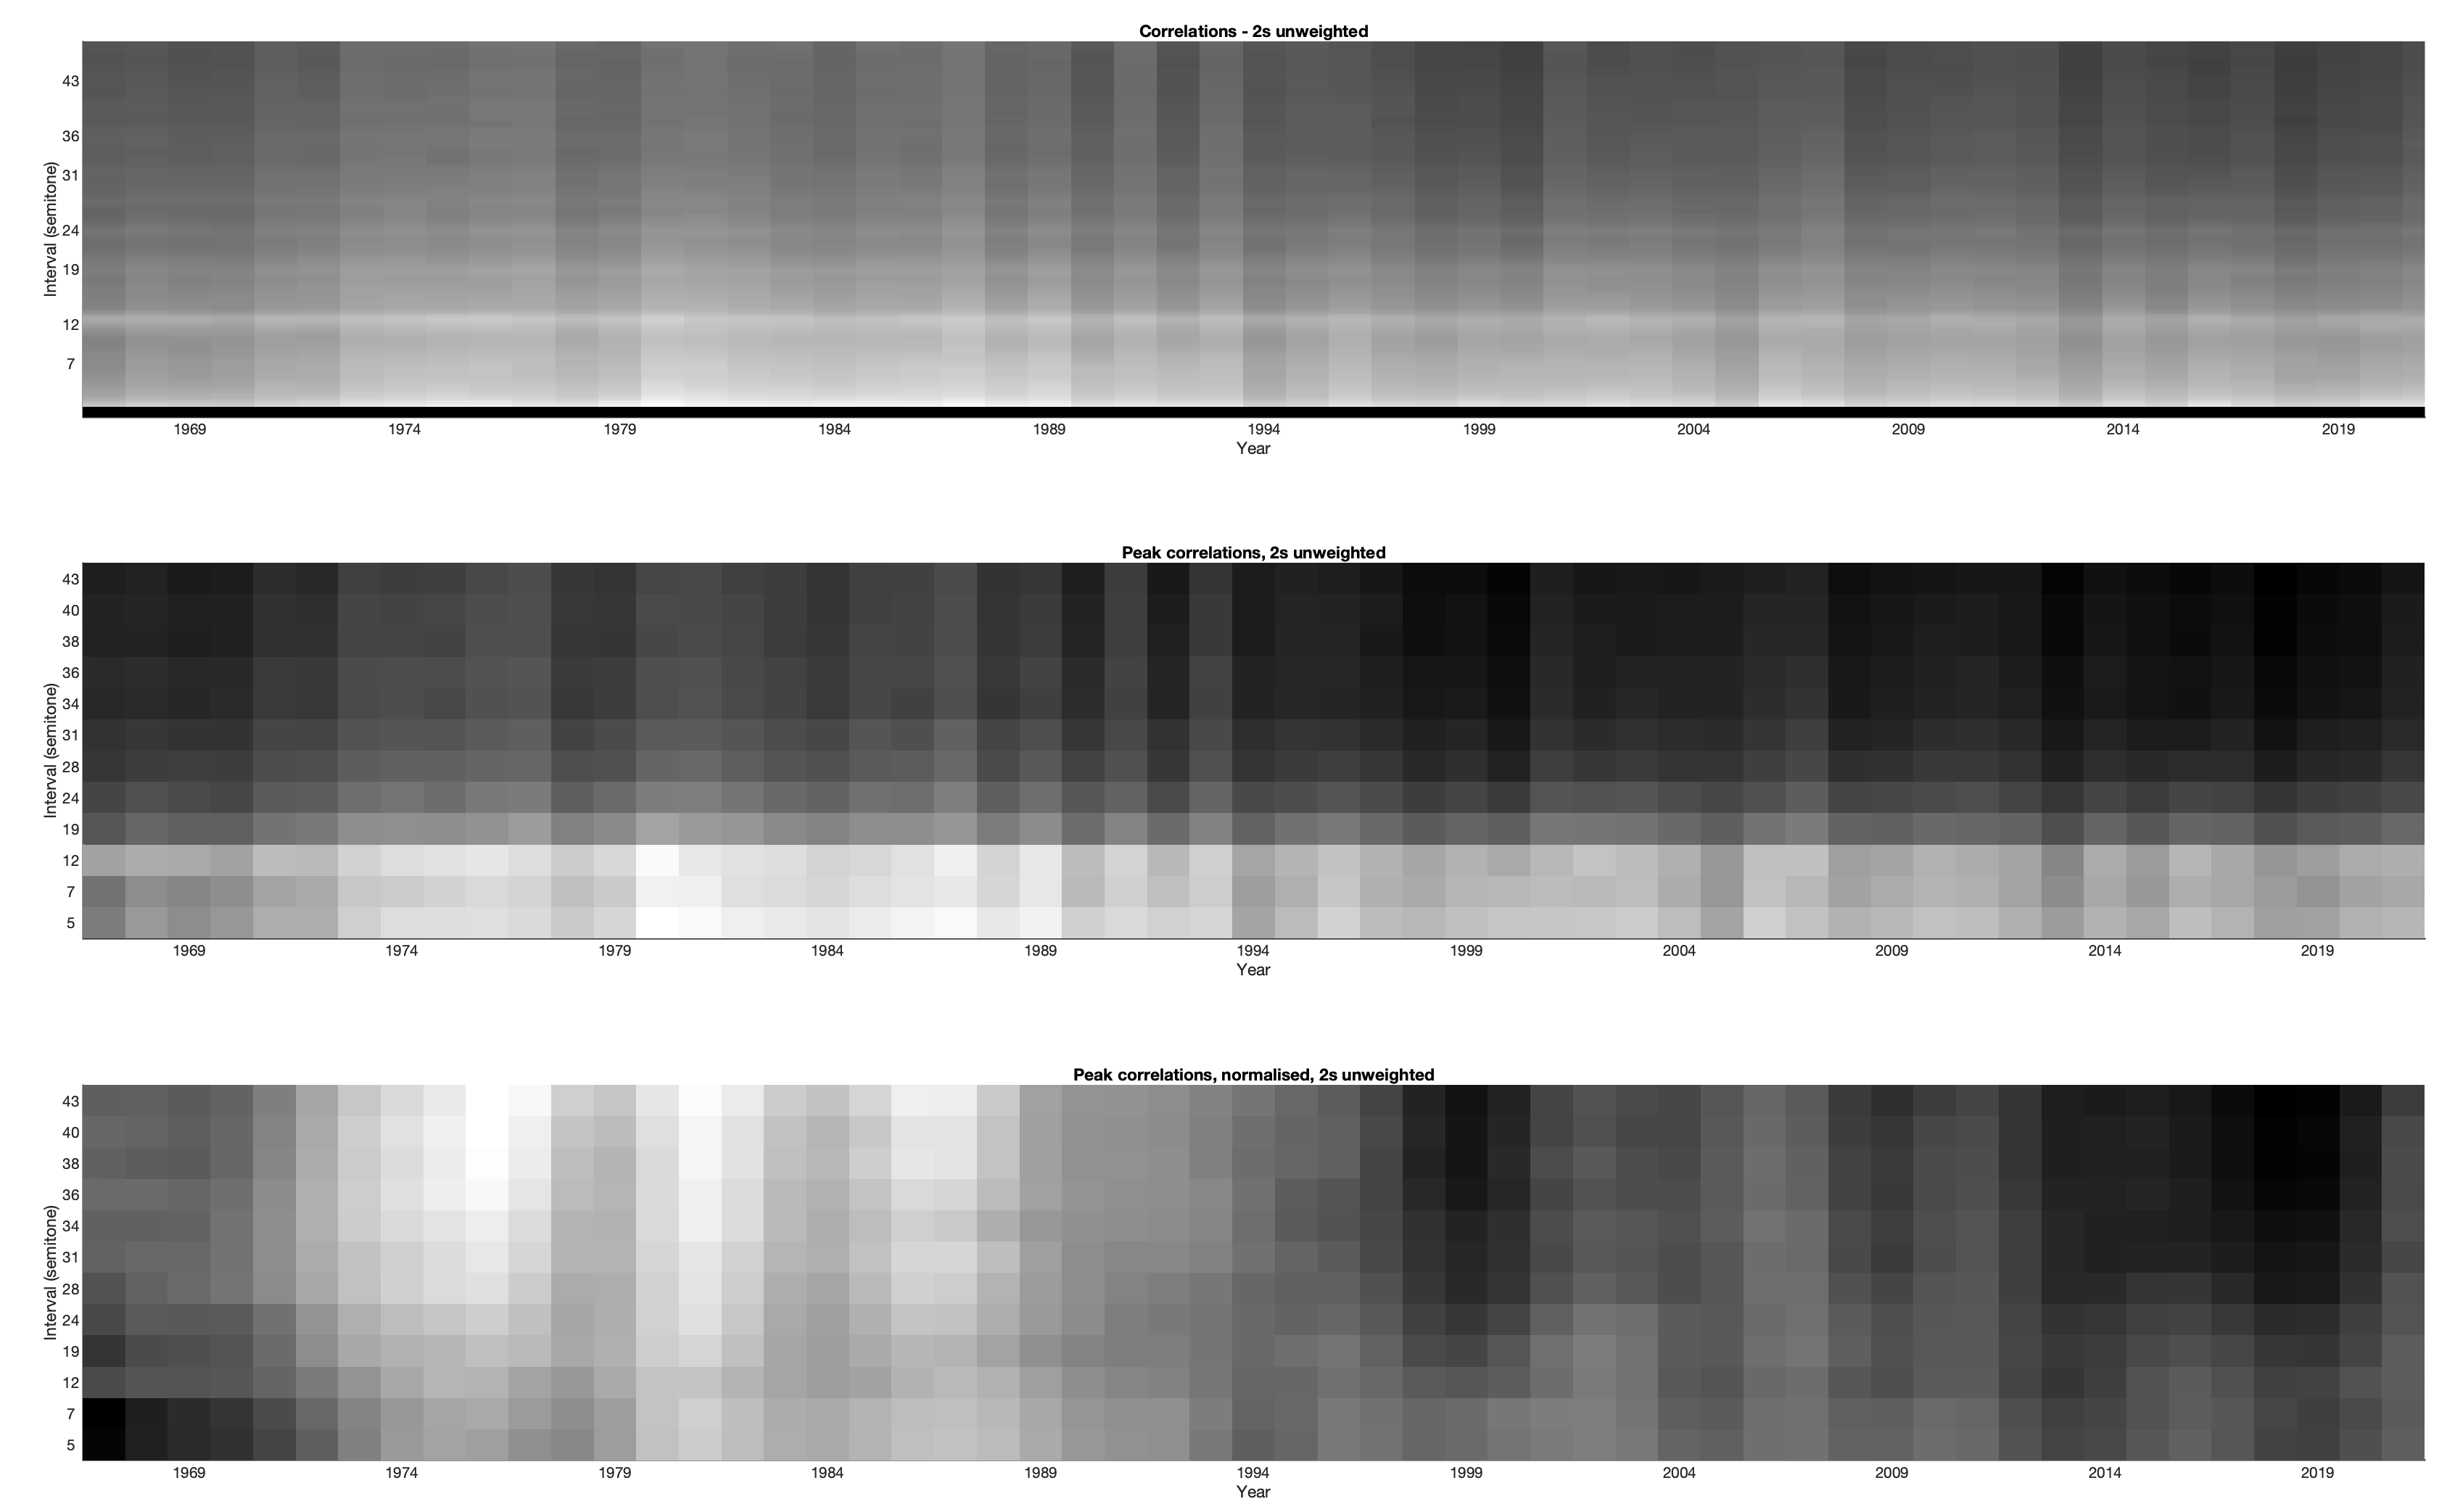 Correlations - 2s unweighted
Interval (semitone)
43
36
31
24
19
12
7
1969 1974 1979 1984 1989 1994 1999 2004 2009 2014 2019
Year
Peak correlations, 2s unweighted
Interval (semitone)
43
40
38
36
34
31
28
24
19
12
7
5
1969 1974 1979 1984 1989 1994 1999 2004 2009 2014 2019
Year
Peak correlations, normalised, 2s unweighted
Interval (semitone)
43
40
38
36
34
31
28
24
19
12
7
5
1969 1974 1979 1984 1989 1994 1999 2004 2009 2014 2019
Year